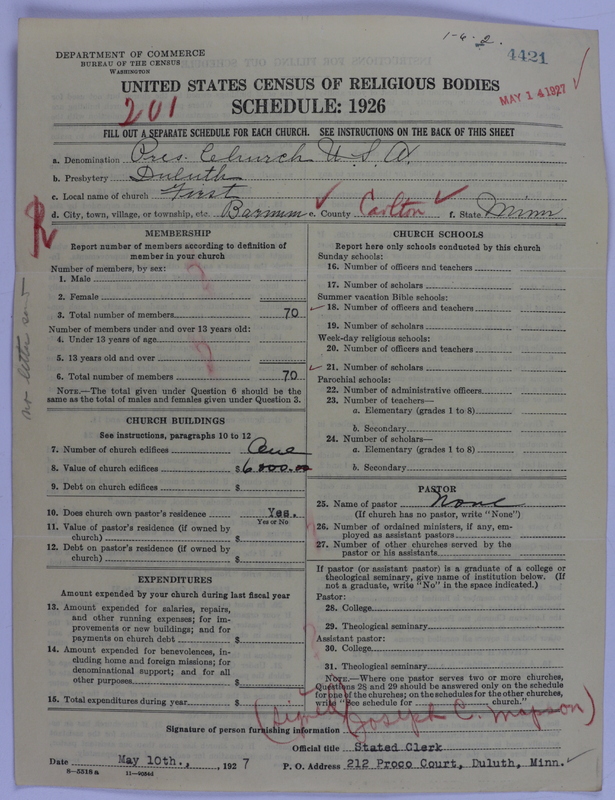 1-6-2.
4421
DEPARTMENT OF COMMERCE
BUREAU OF THE CENSUS
WASHINGTON
MAY 14 1927
UNITED STATES CENSUS OF RELIGIOUS BODIES
201
SCHEDULE: 1926
FILL OUT A SEPARATE SCHEDULE FOR EACH CHURCH. SEE INSTRUCTIONS ON THE BACK OF THIS SHEET
a. Denomination Pres. Church U.S.A.
b. Presbytery Duluth
c. Local name of church First
d. City, town, village, or township, etc. Barnum e. County Carlton f. State Minn
MEMBERSHIP
Report number of members according to definition of member in your church
Number of members, by sex:
1. Male
2. Female
3. Total number of members 70
Number of members under and over 13 years old:
4. Under 13 years of age
5. 13 years old and over
6. Total number of members 70
NOTE.—The total given under Question 6 should be
same as the total of males and females given under Question 3.
no letter sent
CHURCH BUILDINGS
See instructions, paragraphs 10 to 12
7. Number of church edifices One
8. Value of church edifices $6000.00
9. Debt on church edifices $
10. Does church own pastor's residence Yes.
Yes or No
11. Value of pastor's residence (if owned by
church) $
12. Debt on pastor's residence (if owned by
church) $
EXPENDITURES
Amount expended by your church during last fiscal year
13. Amount expended for salaries, repairs,
and other running expenses; for im-
provements or new buildings; and for
payments on church debt $
14. Amount expended for benevolences, in-
cluding home and foreign missions; for
denominational support; and for all
other purposes $
15. Total expenditures during year $
CHURCH SCHOOLS
Report here only schools conducted by this church
Sunday schools:
16. Number of officers and teachers
17. Number of scholars
Summer vacation Bible schools:
18. Number of officers and teachers
19. Number of scholars
Week-day religious schools:
20. Number of officers and teachers
21. Number of scholars
Parochial schools:
22. Number of administrative officers
23. Number of teachers—
a. Elementary (grades 1 to 8)
b. Secondary
24. Number of scholars—
a. Elementary (grades 1 to 8)
b. Secondary
PASTOR
25. Name of pastor None
(If church has no pastor, write "None")
26. Number of ordained ministers, if any, em-
ployed as assistant pastors
27. Number of other churches served by the
pastor or his assistants
If pastor (or assistant pastor) is a graduate of a college or
theological seminary, give name of institution below. (If
not a graduate, write "No" in the space indicated.)
Pastor:
28. College
29. Theological seminary
Assistant pastor:
30. College
31. Theological seminary
NOTE.—Where one pastor serves two or more churches,
Questions 28 and 29 should be answered only on the schedule
for one of the churches; on the schedules for the other churches,
write "See schedule for church."
(Signed Joseph C. Mapson)
Signature of person furnishing information
Official title Stated Clerk
Date May 10th., 1927 P. O. Address 212 Proco Court, Duluth, Minn.
8—5518a 11—9084d